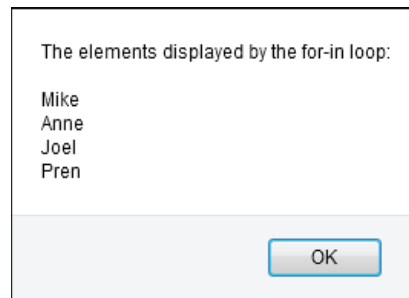 The elements displayed by the for-in loop:
Mike
Anne
Joel
Pren
OK